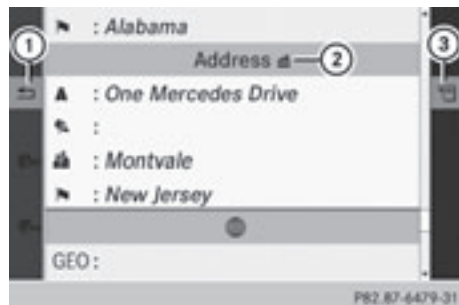 1
: Alabama
3
Address
2
: One Mercedes Drive
:
: Montvale
: New Jersey
GEO:
P82.87-6479-31